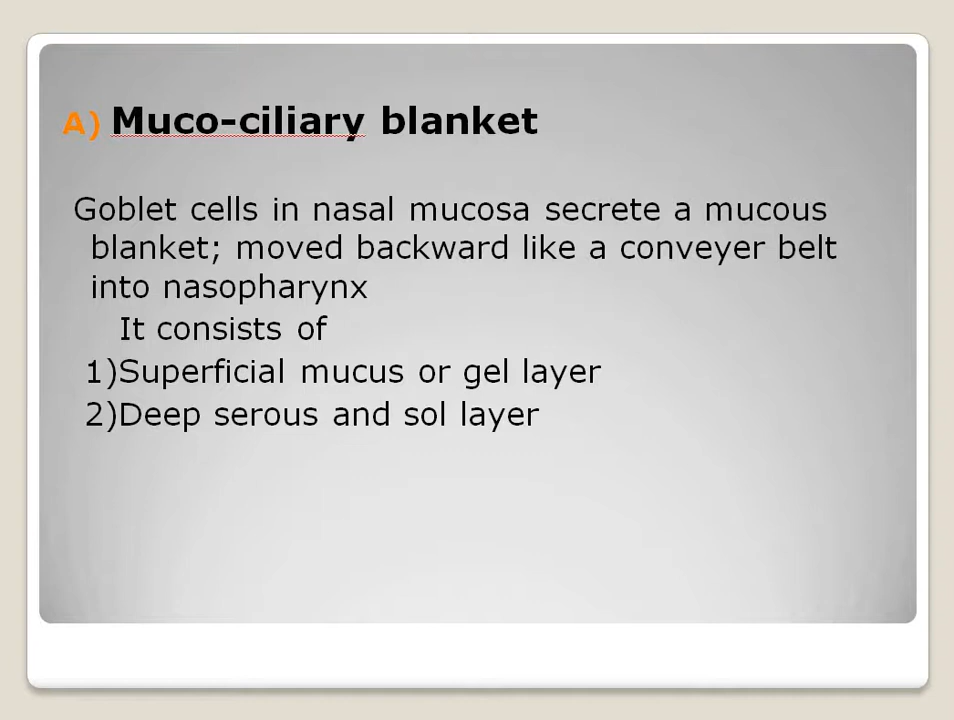 A) Muco-ciliary blanket
Goblet cells in nasal mucosa secrete a mucous
blanket; moved backward like a conveyer belt
into nasopharynx
It consists of
1)Superficial mucus or gel layer
2)Deep serous and sol layer